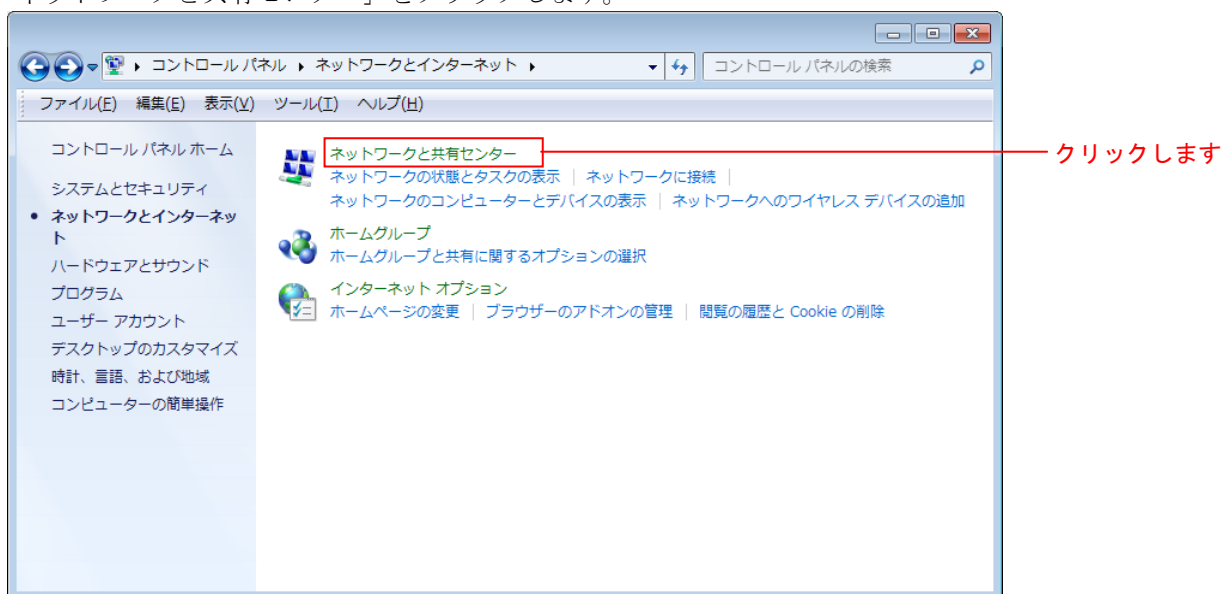 コントロール パネル ▸ ネットワークとインターネット ▸
コントロール パネルの検索
ファイル(F) 編集(E) 表示(V) ツール(T) ヘルプ(H)
コントロール パネル ホーム
システムとセキュリティ
• ネットワークとインターネッ
ト
ハードウェアとサウンド
プログラム
ユーザー アカウント
デスクトップのカスタマイズ
時計、言語、および地域
コンピューターの簡単操作
ネットワークと共有センター
ネットワークの状態とタスクの表示 | ネットワークに接続 |
ネットワークのコンピューターとデバイスの表示 | ネットワークへのワイヤレス デバイスの追加
ホームグループ
ホームグループと共有に関するオプションの選択
インターネット オプション
ホームページの変更 | ブラウザーのアドオンの管理 |閲覧の履歴と Cookie の削除
クリックします